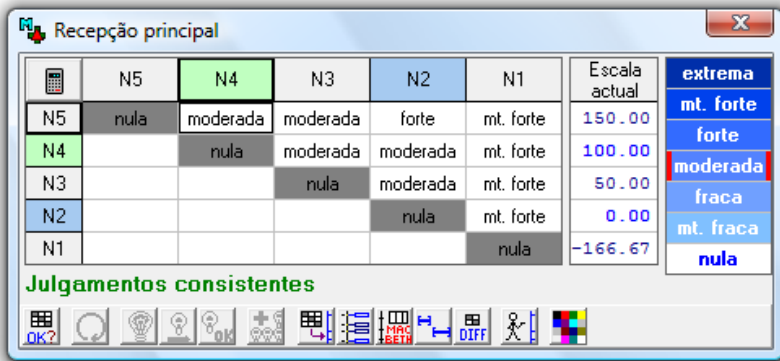 Recepção principal
N5 N4 N3 N2 N1 Escala actual
N5 nula moderada moderada forte mt. forte 150.00
N4 nula moderada moderada mt. forte 100.00
N3 nula moderada mt. forte 50.00
N2 nula mt. forte 0.00
N1 nula -166.67
extrema
mt. forte
forte
moderada
fraca
mt. fraca
nula
Julgamentos consistentes
OK? OK MAC BETH DIFF